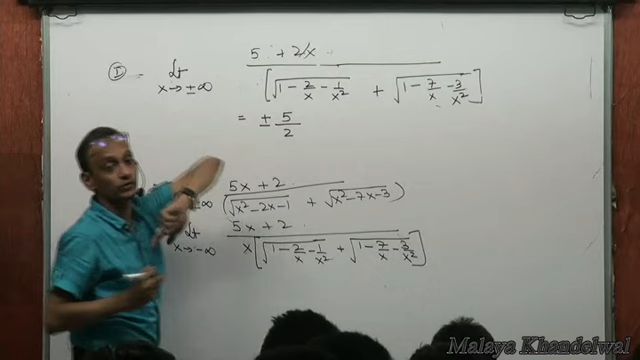 ① = lt x→±∞ (5 + 2/x) / [√(1 − 2/x − 1/x²) + √(1 − 7/x − 3/x²)]
= ± 5/2
±∞ (5x + 2) / (√(x² − 2x − 1) + √(x² − 7x − 3))
lt x→−∞ (5x + 2) / x[√(1 − 2/x − 1/x²) + √(1 − 7/x − 3/x²)]
Malaya Khandelwal